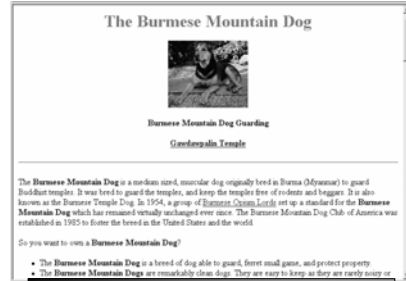 The Burmese Mountain Dog
Burmese Mountain Dog Guarding
Gawdawpalin Temple
The Burmese Mountain Dog is a medium sized, muscular dog originally bred in Burma (Myanmar) to guard
Buddhist temples. It was bred to guard the temples, and keep the temples free of rodents and beggars. It is also
known as the Burmese Temple Dog. In 1954, a group of Burmese Opium Lords set up a standard for the Burmese
Mountain Dog which has remained virtually unchanged ever since. The Burmese Mountain Dog Club of America was
established in 1985 to foster the breed in the United States and the world.
So you want to own a Burmese Mountain Dog?
• The Burmese Mountain Dog is a breed of dog able to guard, ferret small game, and protect property.
• The Burmese Mountain Dogs are remarkably clean dogs. They are easy to keep as they are rarely noisy or